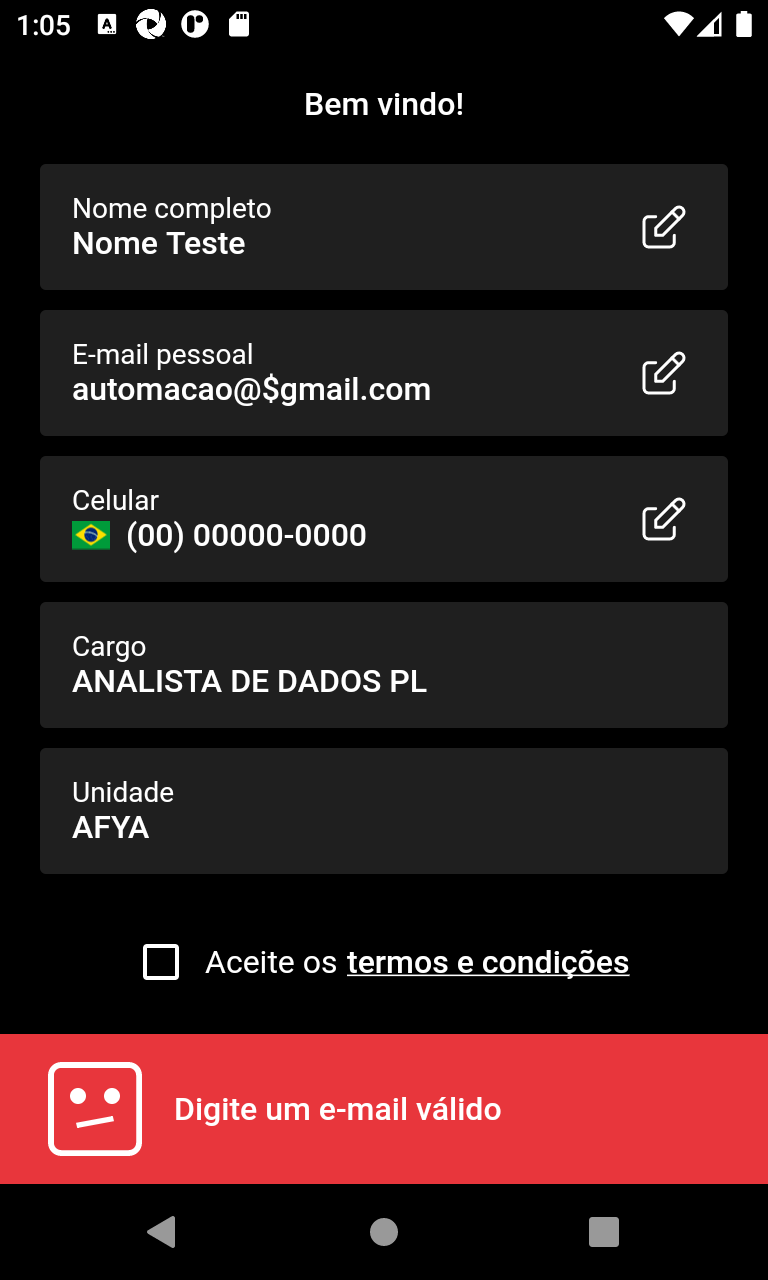 1:05
Bem vindo!
Nome completo
Nome Teste
E-mail pessoal
automacao@$gmail.com
Celular
(00) 00000-0000
Cargo
ANALISTA DE DADOS PL
Unidade
AFYA
Aceite os termos e condições
Digite um e-mail válido